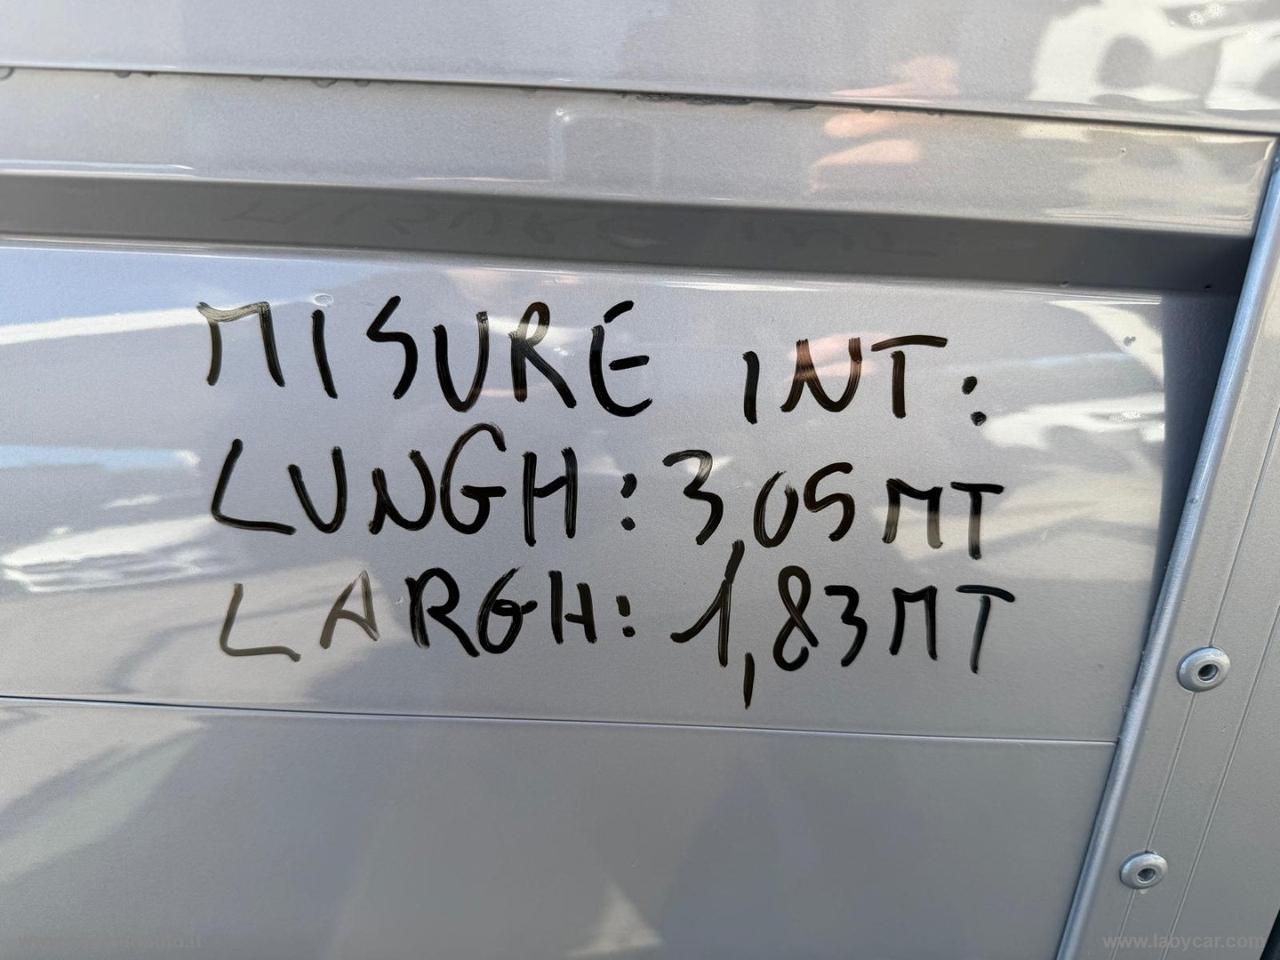 MISURE INT:
LUNGH: 3,05 MT
LARGH: 1,83 MT
www.labycar.com